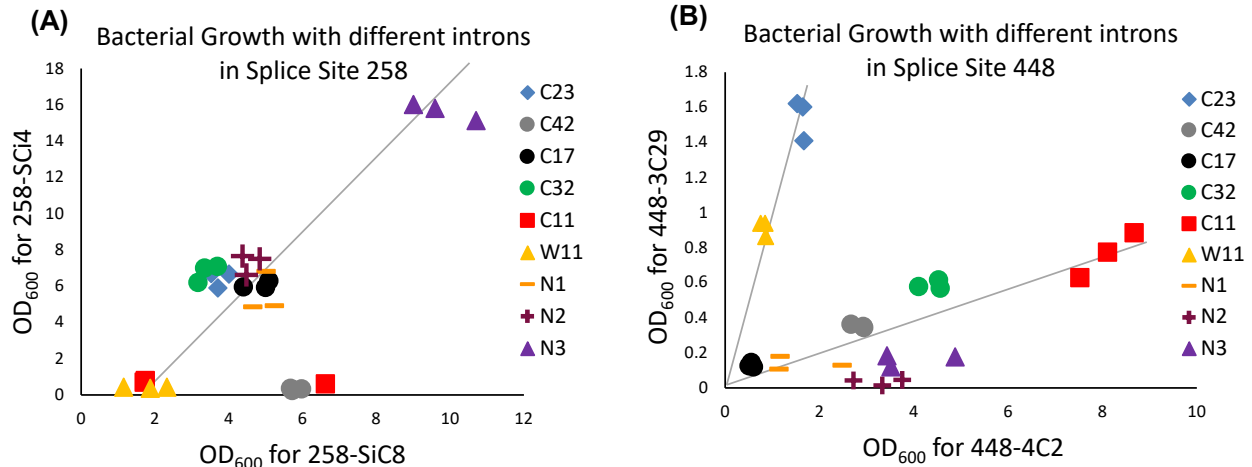 (A)
Bacterial Growth with different introns
in Splice Site 258
OD600 for 258-SCi4
18
16
14
12
10
8
6
4
2
0
0 2 4 6 8 10 12
OD600 for 258-SiC8
C23
C42
C17
C32
C11
W11
N1
N2
N3
(B)
Bacterial Growth with different introns
in Splice Site 448
OD600 for 448-3C29
1.8
1.6
1.4
1.2
1
0.8
0.6
0.4
0.2
0
0 2 4 6 8 10
OD600 for 448-4C2
C23
C42
C17
C32
C11
W11
N1
N2
N3